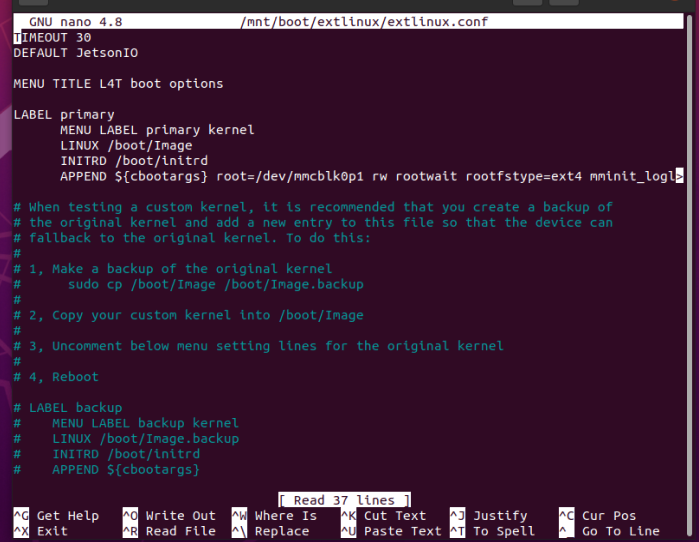 GNU nano 4.8 /mnt/boot/extlinux/extlinux.conf
TIMEOUT 30
DEFAULT JetsonIO
MENU TITLE L4T boot options
LABEL primary
MENU LABEL primary kernel
LINUX /boot/Image
INITRD /boot/initrd
APPEND ${cbootargs} root=/dev/mmcblk0p1 rw rootwait rootfstype=ext4 mminit_logl>
# When testing a custom kernel, it is recommended that you create a backup of
# the original kernel and add a new entry to this file so that the device can
# fallback to the original kernel. To do this:
#
# 1, Make a backup of the original kernel
# sudo cp /boot/Image /boot/Image.backup
#
# 2, Copy your custom kernel into /boot/Image
#
# 3, Uncomment below menu setting lines for the original kernel
#
# 4, Reboot
# LABEL backup
# MENU LABEL backup kernel
# LINUX /boot/Image.backup
# INITRD /boot/initrd
# APPEND ${cbootargs}
[ Read 37 lines ]
^G Get Help ^O Write Out ^W Where Is ^K Cut Text ^J Justify ^C Cur Pos
^X Exit ^R Read File ^\ Replace ^U Paste Text ^T To Spell ^_ Go To Line